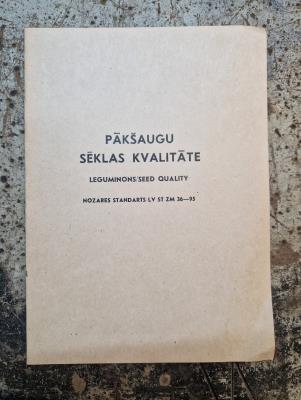 PĀKŠAUGU
SĒKLAS KVALITĀTE
LEGUMINONS/SEED QUALITY
NOZARES STANDARTS LV ST ZM 36—95